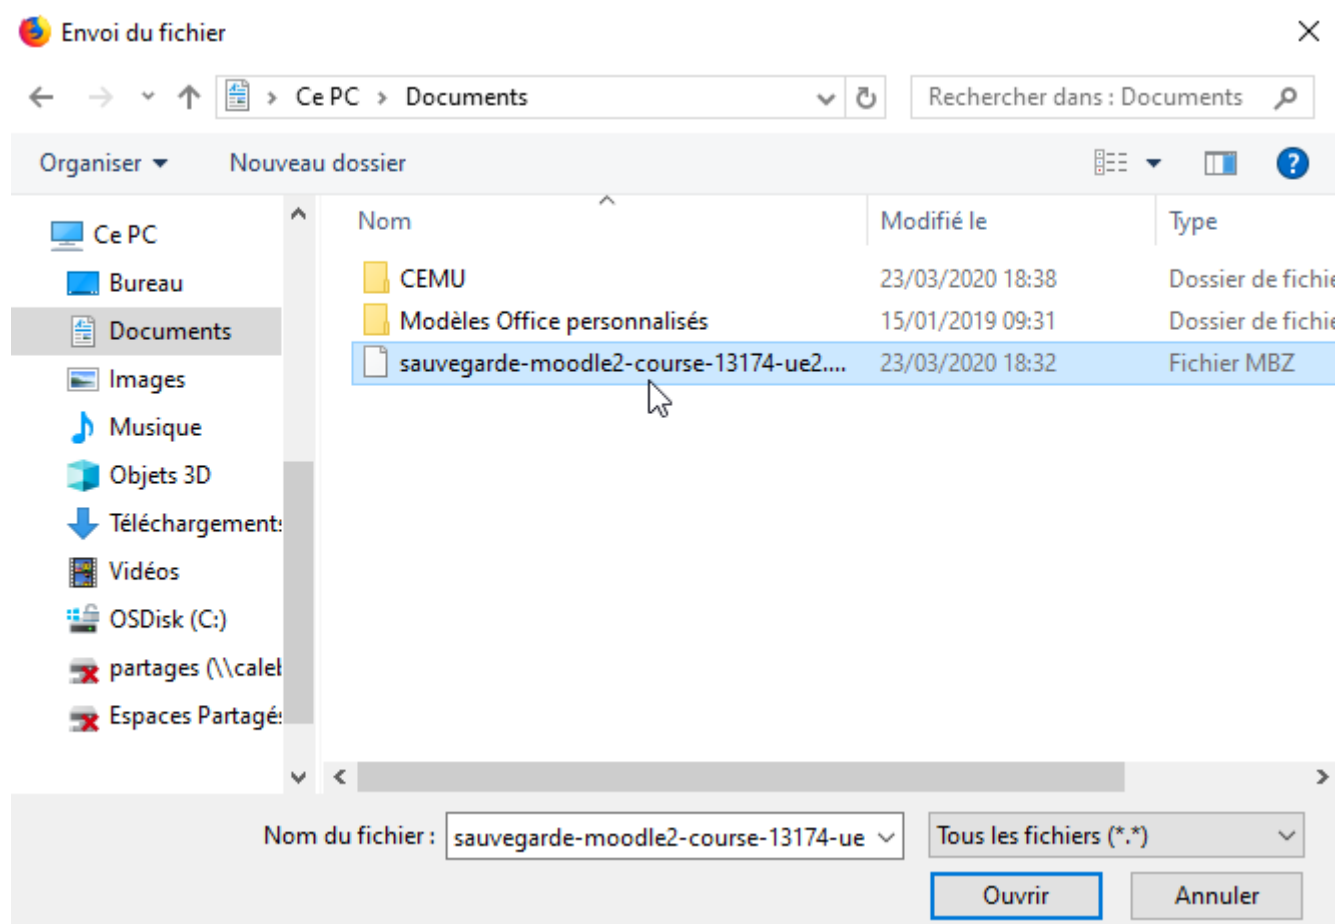 Envoi du fichier
Ce PC > Documents
Rechercher dans : Documents
Organiser
Nouveau dossier
?
Nom
Modifié le
Type
Ce PC
Bureau
Documents
Images
Musique
Objets 3D
Téléchargements
Vidéos
OSDisk (C:)
partages (\\caleb
Espaces Partagés
CEMU
23/03/2020 18:38
Dossier de fichie
Modèles Office personnalisés
15/01/2019 09:31
Dossier de fichie
sauvegarde-moodle2-course-13174-ue2....
23/03/2020 18:32
Fichier MBZ
Nom du fichier :
sauvegarde-moodle2-course-13174-ue
Tous les fichiers (*.*)
Ouvrir
Annuler